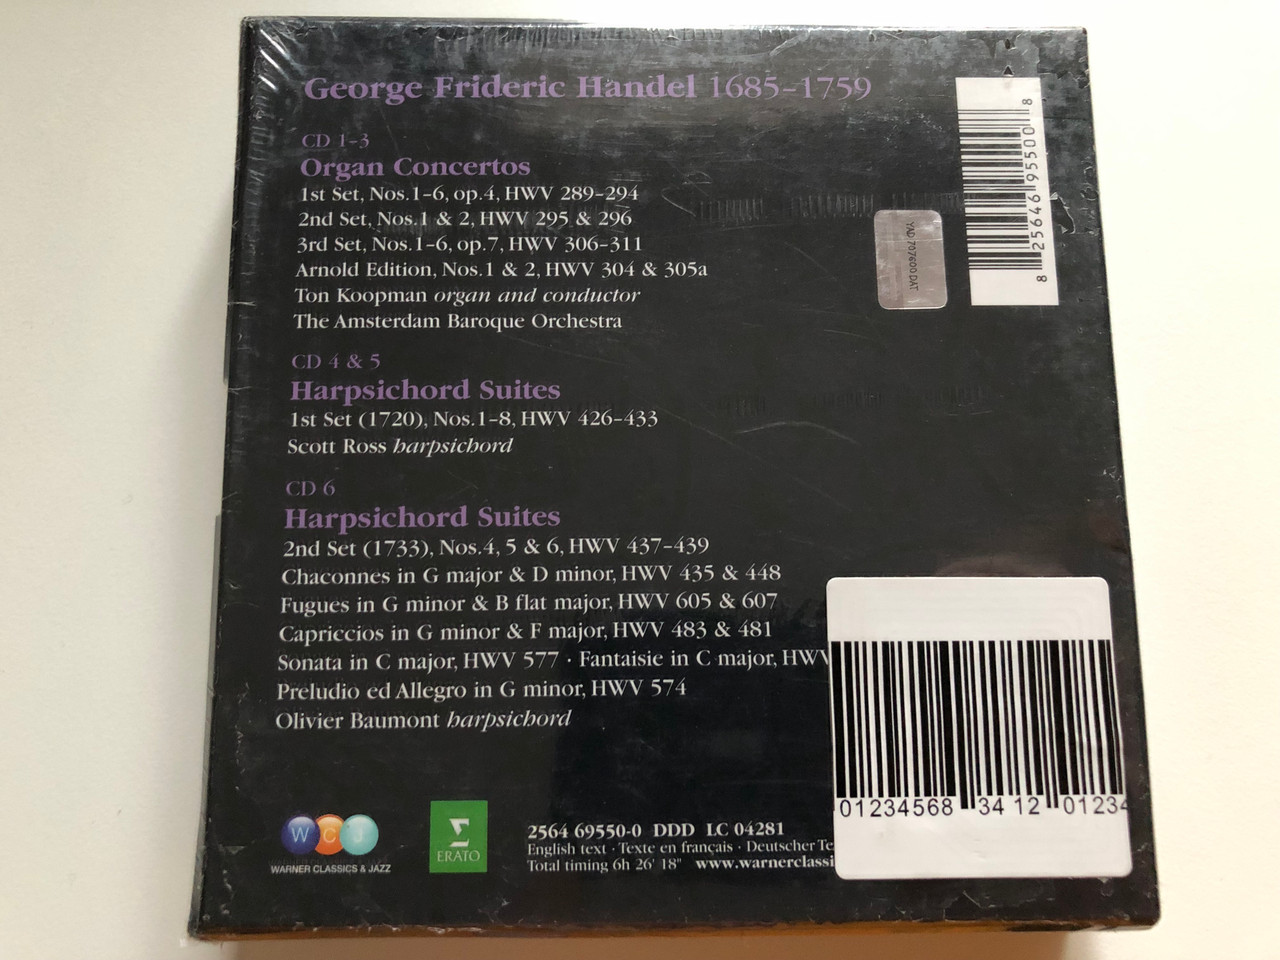 George Frideric Handel 1685-1759
CD 1-3
Organ Concertos
1st Set, Nos.1-6, op.4, HWV 289-294
2nd Set, Nos.1 & 2, HWV 295 & 296
3rd Set, Nos.1-6, op.7, HWV 306-311
Arnold Edition, Nos.1 & 2, HWV 304 & 305a
Ton Koopman organ and conductor
The Amsterdam Baroque Orchestra
CD 4 & 5
Harpsichord Suites
1st Set (1720), Nos.1-8, HWV 426-433
Scott Ross harpsichord
CD 6
Harpsichord Suites
2nd Set (1733), Nos.4, 5 & 6, HWV 437-439
Chaconnes in G major & D minor, HWV 435 & 448
Fugues in G minor & B flat major, HWV 605 & 607
Capriccios in G minor & F major, HWV 483 & 481
Sonata in C major, HWV 577 · Fantaisie in C major, HWV
Preludio ed Allegro in G minor, HWV 574
Olivier Baumont harpsichord
8 25646 95500 8
YAD 707600 DAT
WCJ
WARNER CLASSICS & JAZZ
ERATO
2564 69550-0 DDD LC 04281
English text · Texte en français · Deutscher Te
Total timing 6h 26' 18" www.warnerclassi
01234568 34 12 01234